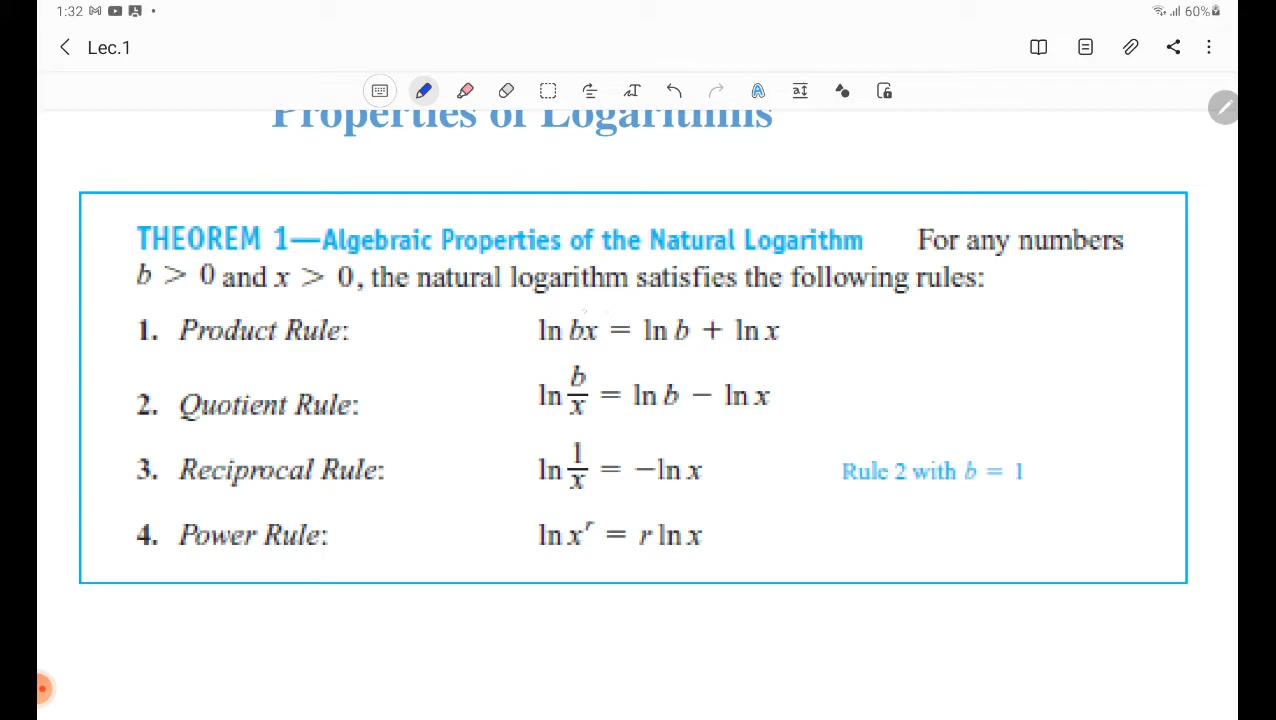 1:32
60%
Lec.1
Properties of Logarithms
THEOREM 1—Algebraic Properties of the Natural Logarithm For any numbers
b > 0 and x > 0, the natural logarithm satisfies the following rules:
1. Product Rule: ln bx = ln b + ln x
2. Quotient Rule: ln b/x = ln b − ln x
3. Reciprocal Rule: ln 1/x = −ln x Rule 2 with b = 1
4. Power Rule: ln xʳ = r ln x